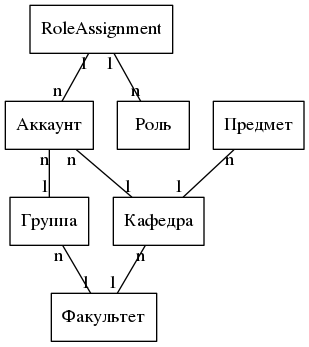 RoleAssignment
1 1
n n
Аккаунт Роль Предмет
n n n
1 1 1
Группа Кафедра
n n
1 1
Факультет